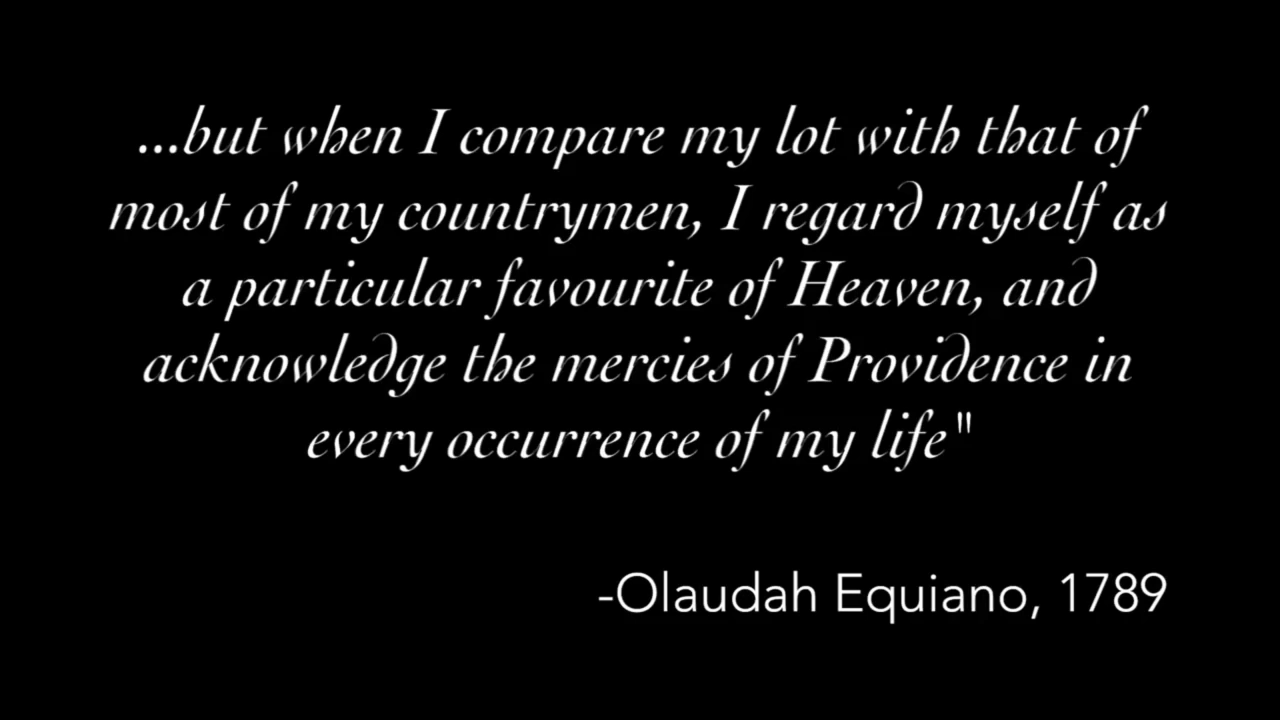 ...but when I compare my lot with that of
most of my countrymen, I regard myself as
a particular favourite of Heaven, and
acknowledge the mercies of Providence in
every occurrence of my life"
-Olaudah Equiano, 1789